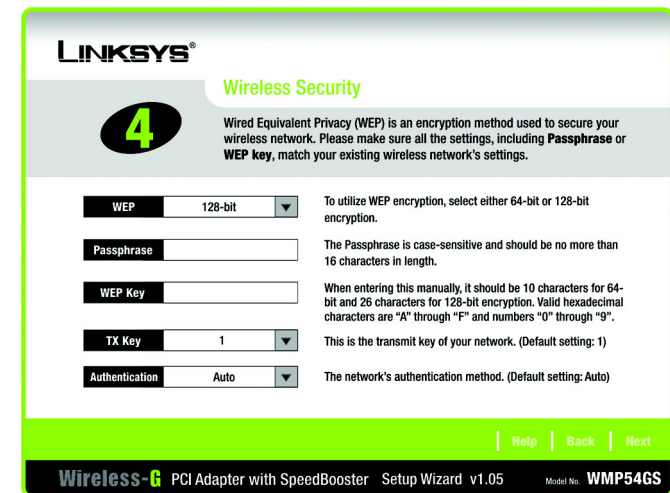 LINKSYS®
Wireless Security
4
Wired Equivalent Privacy (WEP) is an encryption method used to secure your
wireless network. Please make sure all the settings, including Passphrase or
WEP key, match your existing wireless network's settings.
WEP
128-bit
To utilize WEP encryption, select either 64-bit or 128-bit
encryption.
Passphrase
The Passphrase is case-sensitive and should be no more than
16 characters in length.
WEP Key
When entering this manually, it should be 10 characters for 64-
bit and 26 characters for 128-bit encryption. Valid hexadecimal
characters are “A” through “F” and numbers “0” through “9”.
TX Key
1
This is the transmit key of your network. (Default setting: 1)
Authentication
Auto
The network's authentication method. (Default setting: Auto)
Help
Back
Next
Wireless-G PCI Adapter with SpeedBooster Setup Wizard v1.05 Model No. WMP54GS